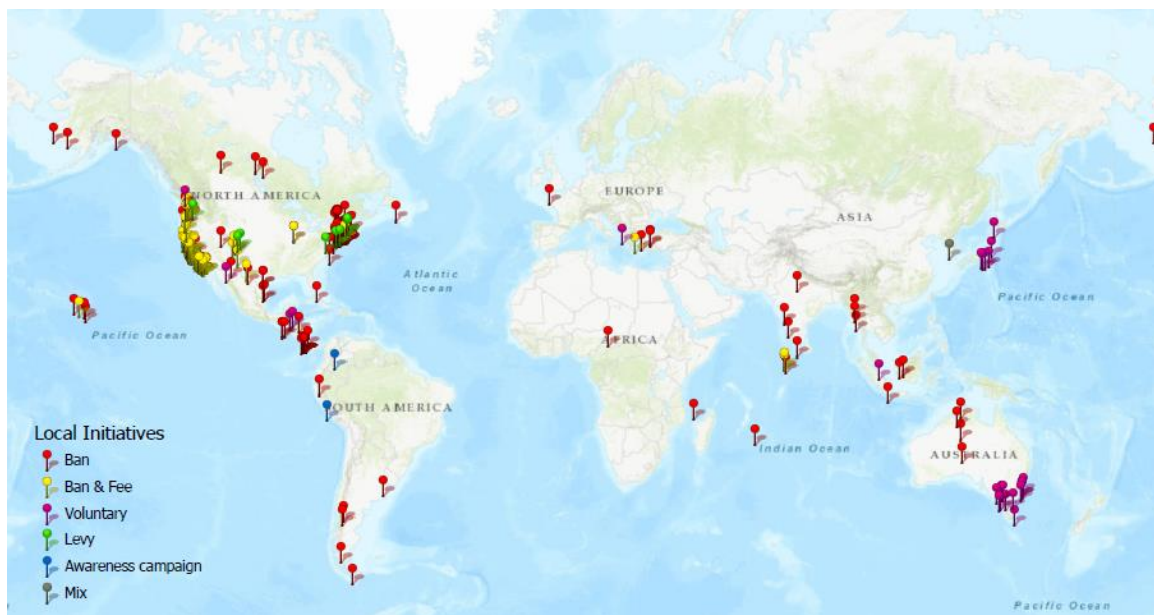 NORTH AMERICA
EUROPE
ASIA
Atlantic
Ocean
Pacific Ocean
Pacific Ocean
AFRICA
SOUTH AMERICA
Indian Ocean
AUSTRALIA
Local Initiatives
Ban
Ban & Fee
Voluntary
Levy
Awareness campaign
Mix
Pacific Ocean